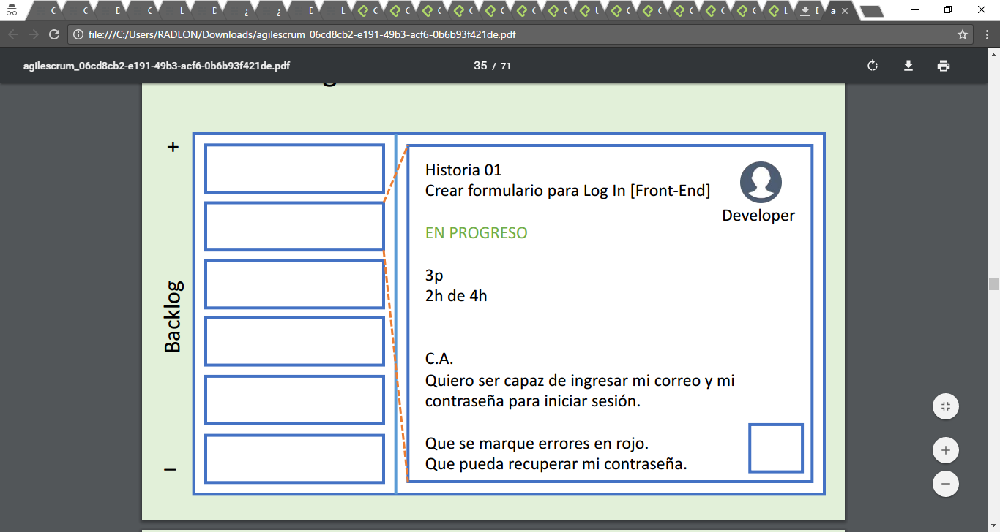 C C D C L D ¿ ¿ D L C C C C C C C L C C C C C L D a
file:///C:/Users/RADEON/Downloads/agilescrum_06cd8cb2-e191-49b3-acf6-0b6b93f421de.pdf
agilescrum_06cd8cb2-e191-49b3-acf6-0b6b93f421de.pdf
35 / 71
+
Backlog
–
Historia 01
Crear formulario para Log In [Front-End]
Developer
EN PROGRESO
3p
2h de 4h
C.A.
Quiero ser capaz de ingresar mi correo y mi
contraseña para iniciar sesión.
Que se marque errores en rojo.
Que pueda recuperar mi contraseña.